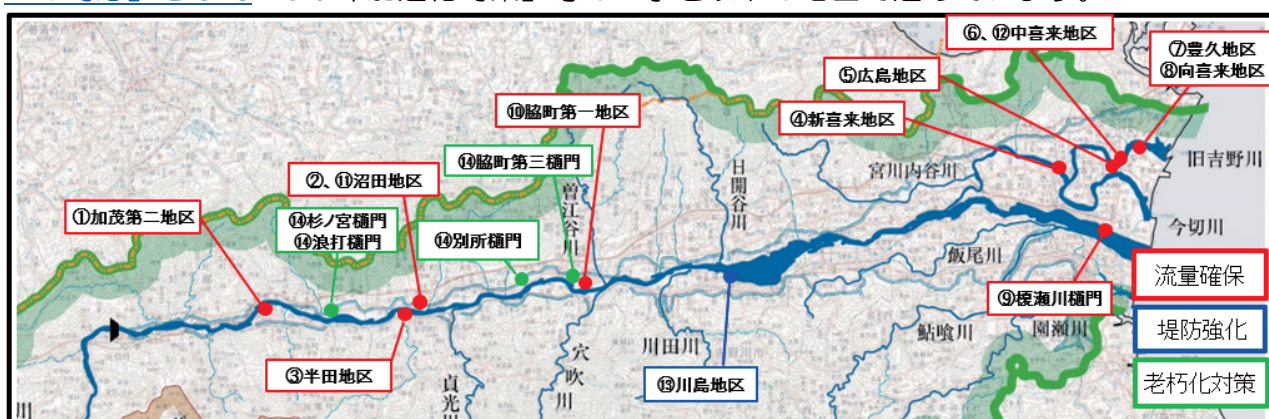 ⑥、⑫中喜来地区
⑦豊久地区
⑧向喜来地区
⑤広島地区
⑩脇町第一地区
④新喜来地区
⑭脇町第三樋門
日開谷川
宮川内谷川
旧吉野川
②、⑪沼田地区
曽江谷川
①加茂第二地区
⑭杉ノ宮樋門
⑭浪打樋門
⑭別所樋門
今切川
飯尾川
流量確保
⑨榎瀬川樋門
鮎喰川
園瀬川
堤防強化
③半田地区
貞光川
穴吹川
川田川
⑬川島地区
老朽化対策
川